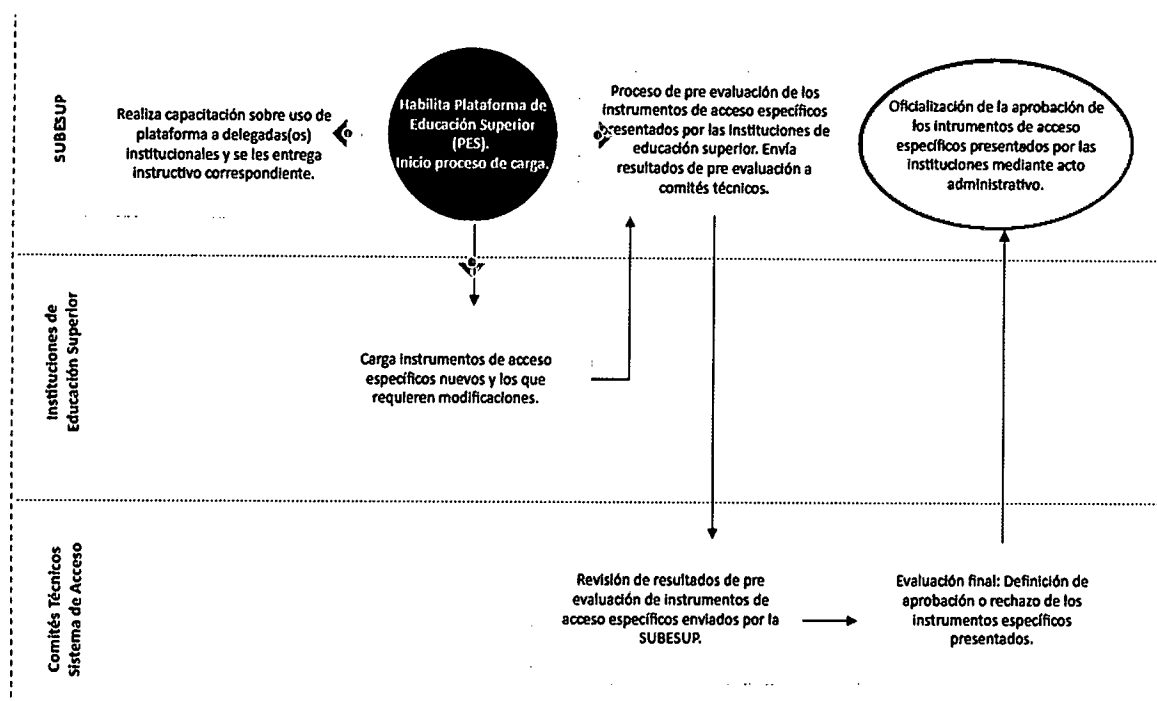 SUBESUP
Realiza capacitación sobre uso de
plataforma a delegadas(os)
institucionales y se les entrega
instructivo correspondiente.
Habilita Plataforma de
Educación Superior
(PES).
Inicio proceso de carga.
Proceso de pre evaluación de los
instrumentos de acceso específicos
presentados por las Instituciones de
educación superior. Envía
resultados de pre evaluación a
comités técnicos.
Oficialización de la aprobación de
los intrumentos de acceso
específicos presentados por las
instituciones mediante acto
administrativo.
Instituciones de
Educación Superior
Carga instrumentos de acceso
específicos nuevos y los que
requieren modificaciones.
Comités Técnicos
Sistema de Acceso
Revisión de resultados de pre
evaluación de instrumentos de
acceso específicos enviados por la
SUBESUP.
Evaluación final: Definición de
aprobación o rechazo de los
instrumentos específicos
presentados.